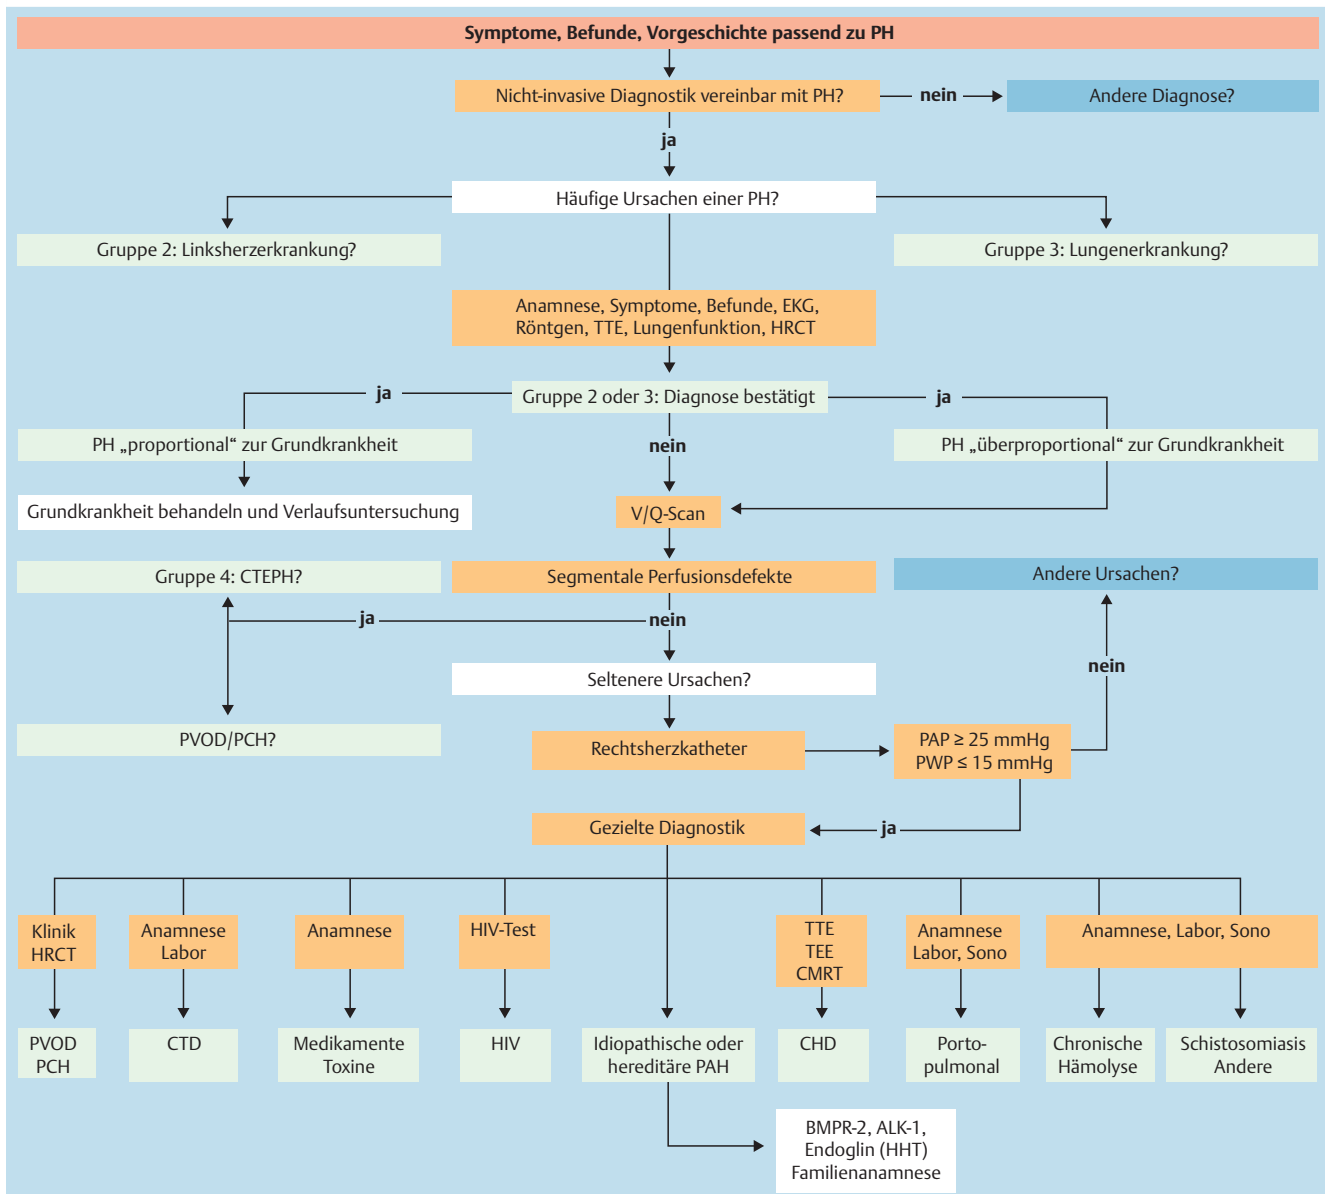 Symptome, Befunde, Vorgeschichte passend zu PH
Nicht-invasive Diagnostik vereinbar mit PH?
nein
Andere Diagnose?
ja
Häufige Ursachen einer PH?
Gruppe 2: Linksherzerkrankung?
Gruppe 3: Lungenerkrankung?
Anamnese, Symptome, Befunde, EKG,
Röntgen, TTE, Lungenfunktion, HRCT
ja
Gruppe 2 oder 3: Diagnose bestätigt
ja
PH „proportional“ zur Grundkrankheit
nein
PH „überproportional“ zur Grundkrankheit
Grundkrankheit behandeln und Verlaufsuntersuchung
V/Q-Scan
Gruppe 4: CTEPH?
Segmentale Perfusionsdefekte
Andere Ursachen?
ja
nein
nein
Seltenere Ursachen?
PVOD/PCH?
Rechtsherzkatheter
PAP ≥ 25 mmHg
PWP ≤ 15 mmHg
Gezielte Diagnostik
ja
Klinik
HRCT
Anamnese
Labor
Anamnese
HIV-Test
TTE
TEE
CMRT
Anamnese
Labor, Sono
Anamnese, Labor, Sono
PVOD
PCH
CTD
Medikamente
Toxine
HIV
Idiopathische oder
hereditäre PAH
CHD
Porto-
pulmonal
Chronische
Hämolyse
Schistosomiasis
Andere
BMPR-2, ALK-1,
Endoglin (HHT)
Familienanamnese